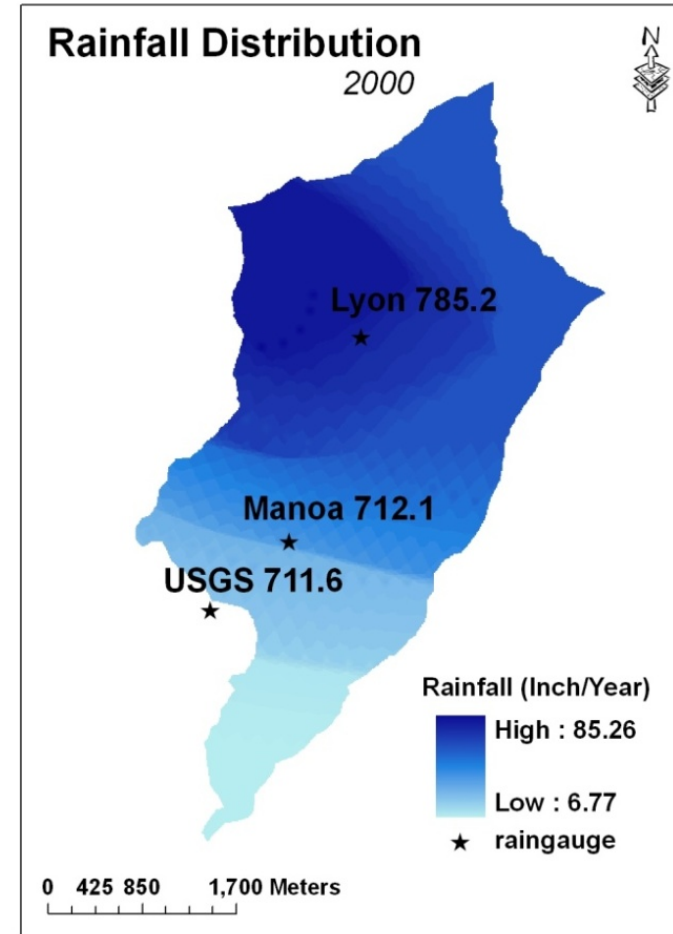 Rainfall Distribution
2000
N
Lyon 785.2
Manoa 712.1
USGS 711.6
Rainfall (Inch/Year)
High : 85.26
Low : 6.77
raingauge
0 425 850 1,700 Meters